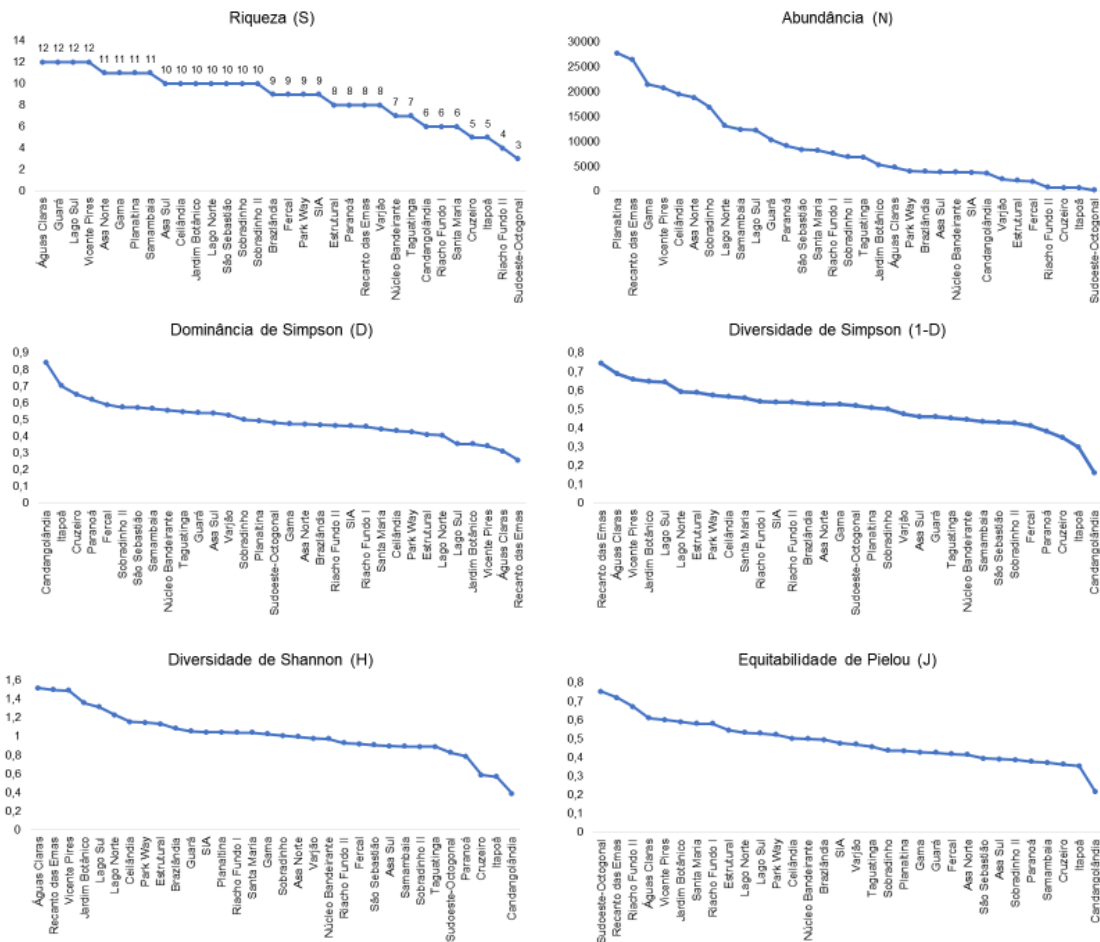 Riqueza (S)
14
12
10
8
6
4
2
0
12
12
12
12
11
11
11
11
10
10
10
10
10
10
10
9
9
9
9
8
8
8
8
7
7
6
6
6
5
5
4
3
Águas Claras
Guará
Lago Sul
Vicente Pires
Asa Norte
Gama
Planaltina
Samambaia
Asa Sul
Ceilândia
Jardim Botânico
Lago Norte
São Sebastião
Sobradinho
Sobradinho II
Brazlândia
Fercal
Park Way
SIA
Estrutural
Paranoá
Recanto das Emas
Varjão
Núcleo Bandeirante
Taguatinga
Candangolândia
Riacho Fundo I
Santa Maria
Cruzeiro
Itapoã
Riacho Fundo II
Sudoeste-Octogonal
Abundância (N)
30000
25000
20000
15000
10000
5000
0
Planaltina
Recanto das Emas
Gama
Vicente Pires
Ceilândia
Asa Norte
Sobradinho
Lago Norte
Samambaia
Lago Sul
Guará
Paranoá
São Sebastião
Santa Maria
Riacho Fundo I
Sobradinho II
Taguatinga
Jardim Botânico
Águas Claras
Park Way
Brazlândia
Asa Sul
Núcleo Bandeirante
SIA
Candangolândia
Varjão
Estrutural
Fercal
Riacho Fundo II
Cruzeiro
Itapoã
Sudoeste-Octogonal
Dominância de Simpson (D)
0,9
0,8
0,7
0,6
0,5
0,4
0,3
0,2
0,1
0
Candangolândia
Itapoã
Cruzeiro
Paranoá
Fercal
Sobradinho II
São Sebastião
Samambaia
Núcleo Bandeirante
Taguatinga
Guará
Asa Sul
Varjão
Sobradinho
Planaltina
Sudoeste-Octogonal
Gama
Asa Norte
Brazlândia
Riacho Fundo II
SIA
Riacho Fundo I
Santa Maria
Ceilândia
Park Way
Estrutural
Lago Norte
Lago Sul
Jardim Botânico
Vicente Pires
Águas Claras
Recanto das Emas
Diversidade de Simpson (1-D)
0,8
0,7
0,6
0,5
0,4
0,3
0,2
0,1
0
Recanto das Emas
Águas Claras
Vicente Pires
Jardim Botânico
Lago Sul
Lago Norte
Estrutural
Park Way
Ceilândia
Santa Maria
Riacho Fundo I
SIA
Riacho Fundo II
Brazlândia
Asa Norte
Gama
Sudoeste-Octogonal
Planaltina
Sobradinho
Varjão
Asa Sul
Guará
Taguatinga
Núcleo Bandeirante
Samambaia
São Sebastião
Sobradinho II
Fercal
Paranoá
Cruzeiro
Itapoã
Candangolândia
Diversidade de Shannon (H)
1,6
1,4
1,2
1
0,8
0,6
0,4
0,2
0
Águas Claras
Recanto das Emas
Vicente Pires
Jardim Botânico
Lago Sul
Lago Norte
Ceilândia
Park Way
Estrutural
Brazlândia
Guará
SIA
Planaltina
Riacho Fundo I
Santa Maria
Gama
Sobradinho
Asa Norte
Varjão
Núcleo Bandeirante
Riacho Fundo II
Fercal
São Sebastião
Asa Sul
Samambaia
Sobradinho II
Taguatinga
Sudoeste-Octogonal
Paranoá
Cruzeiro
Itapoã
Candangolândia
Equitabilidade de Pielou (J)
0,8
0,7
0,6
0,5
0,4
0,3
0,2
0,1
0
Sudoeste-Octogonal
Recanto das Emas
Riacho Fundo II
Águas Claras
Vicente Pires
Jardim Botânico
Santa Maria
Riacho Fundo I
Estrutural
Lago Norte
Lago Sul
Park Way
Ceilândia
Núcleo Bandeirante
Brazlândia
SIA
Varjão
Taguatinga
Sobradinho
Planaltina
Gama
Guará
Fercal
Asa Norte
São Sebastião
Asa Sul
Sobradinho II
Paranoá
Samambaia
Cruzeiro
Itapoã
Candangolândia